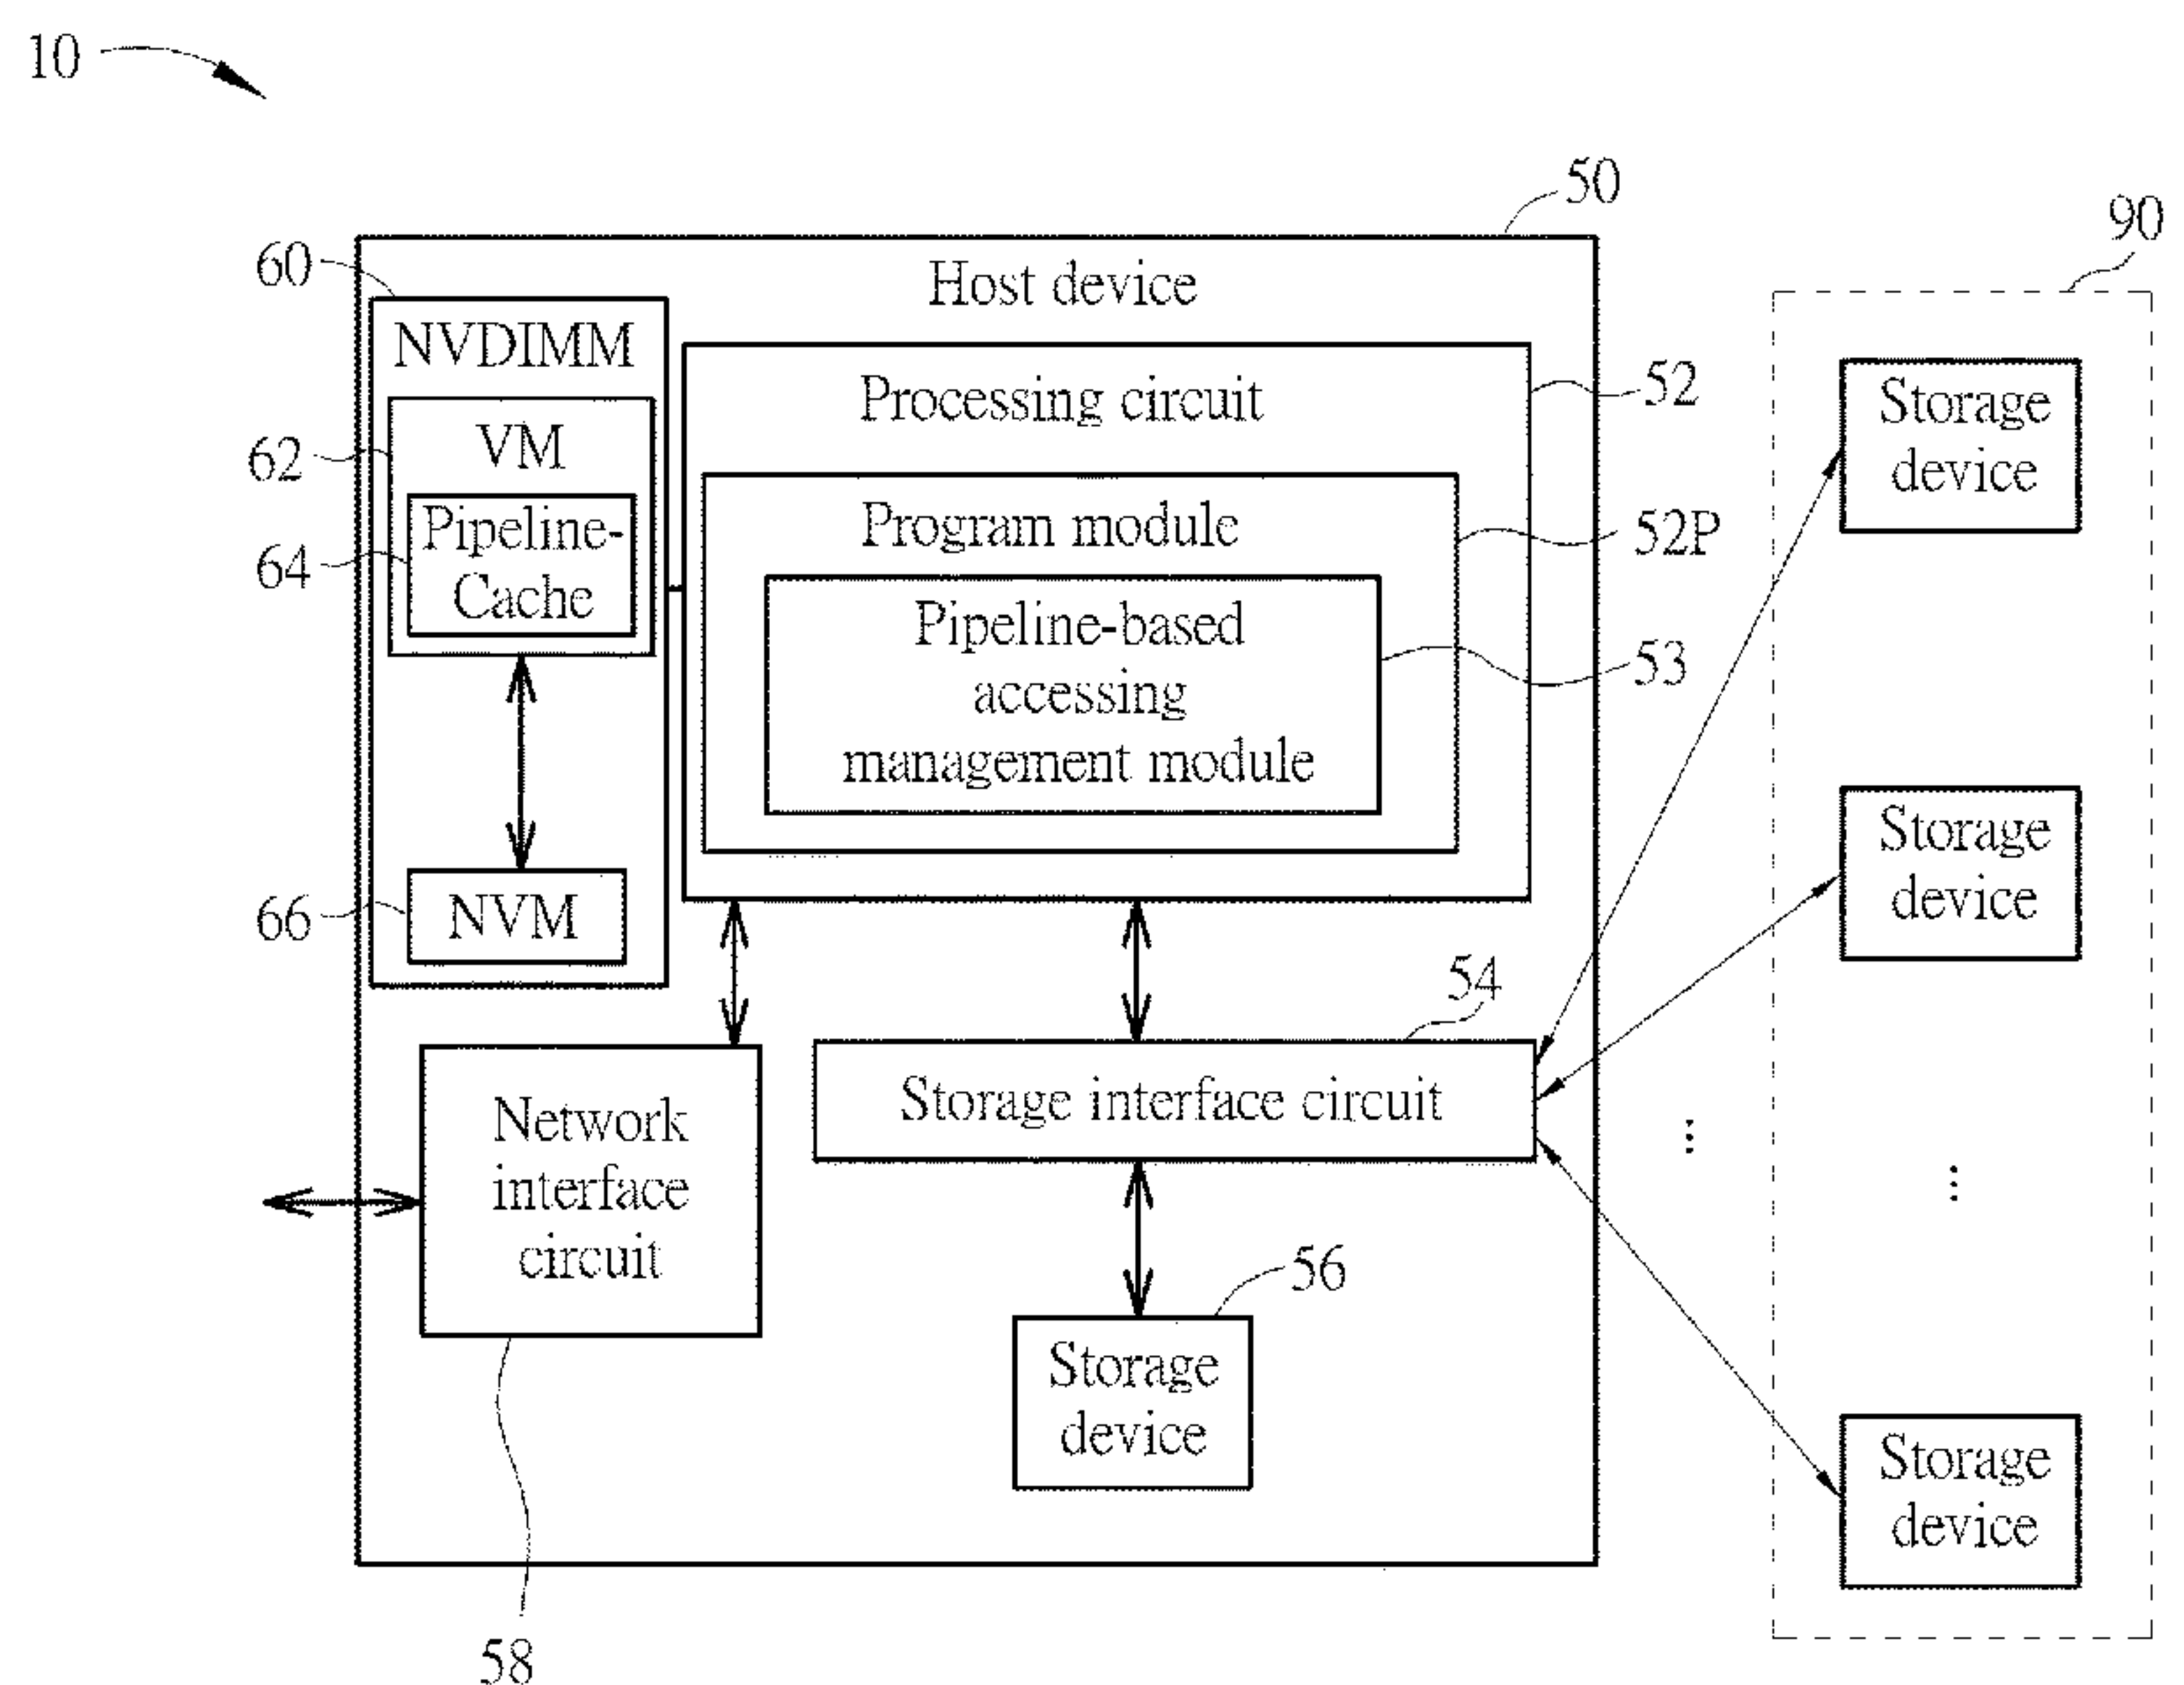 10
50
90
60
Host device
NVDIMM
Processing circuit
52
Storage
device
62
VM
Program module
52P
64
Pipeline-
Cache
Pipeline-based
accessing
management module
53
Storage
device
66
NVM
54
Network
interface
circuit
Storage interface circuit
...
...
56
Storage
device
Storage
device
58